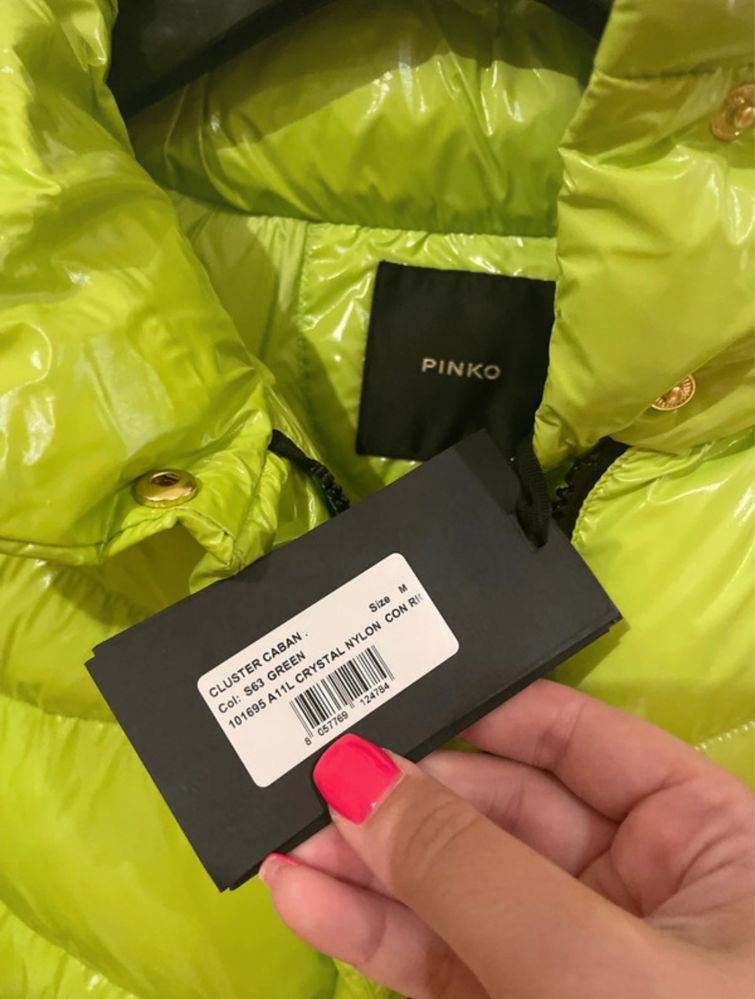 PINKO
Size M
CLUSTER CABAN .
Col: S63 GREEN
101695 A11L CRYSTAL NYLON CON
8 057769 124784